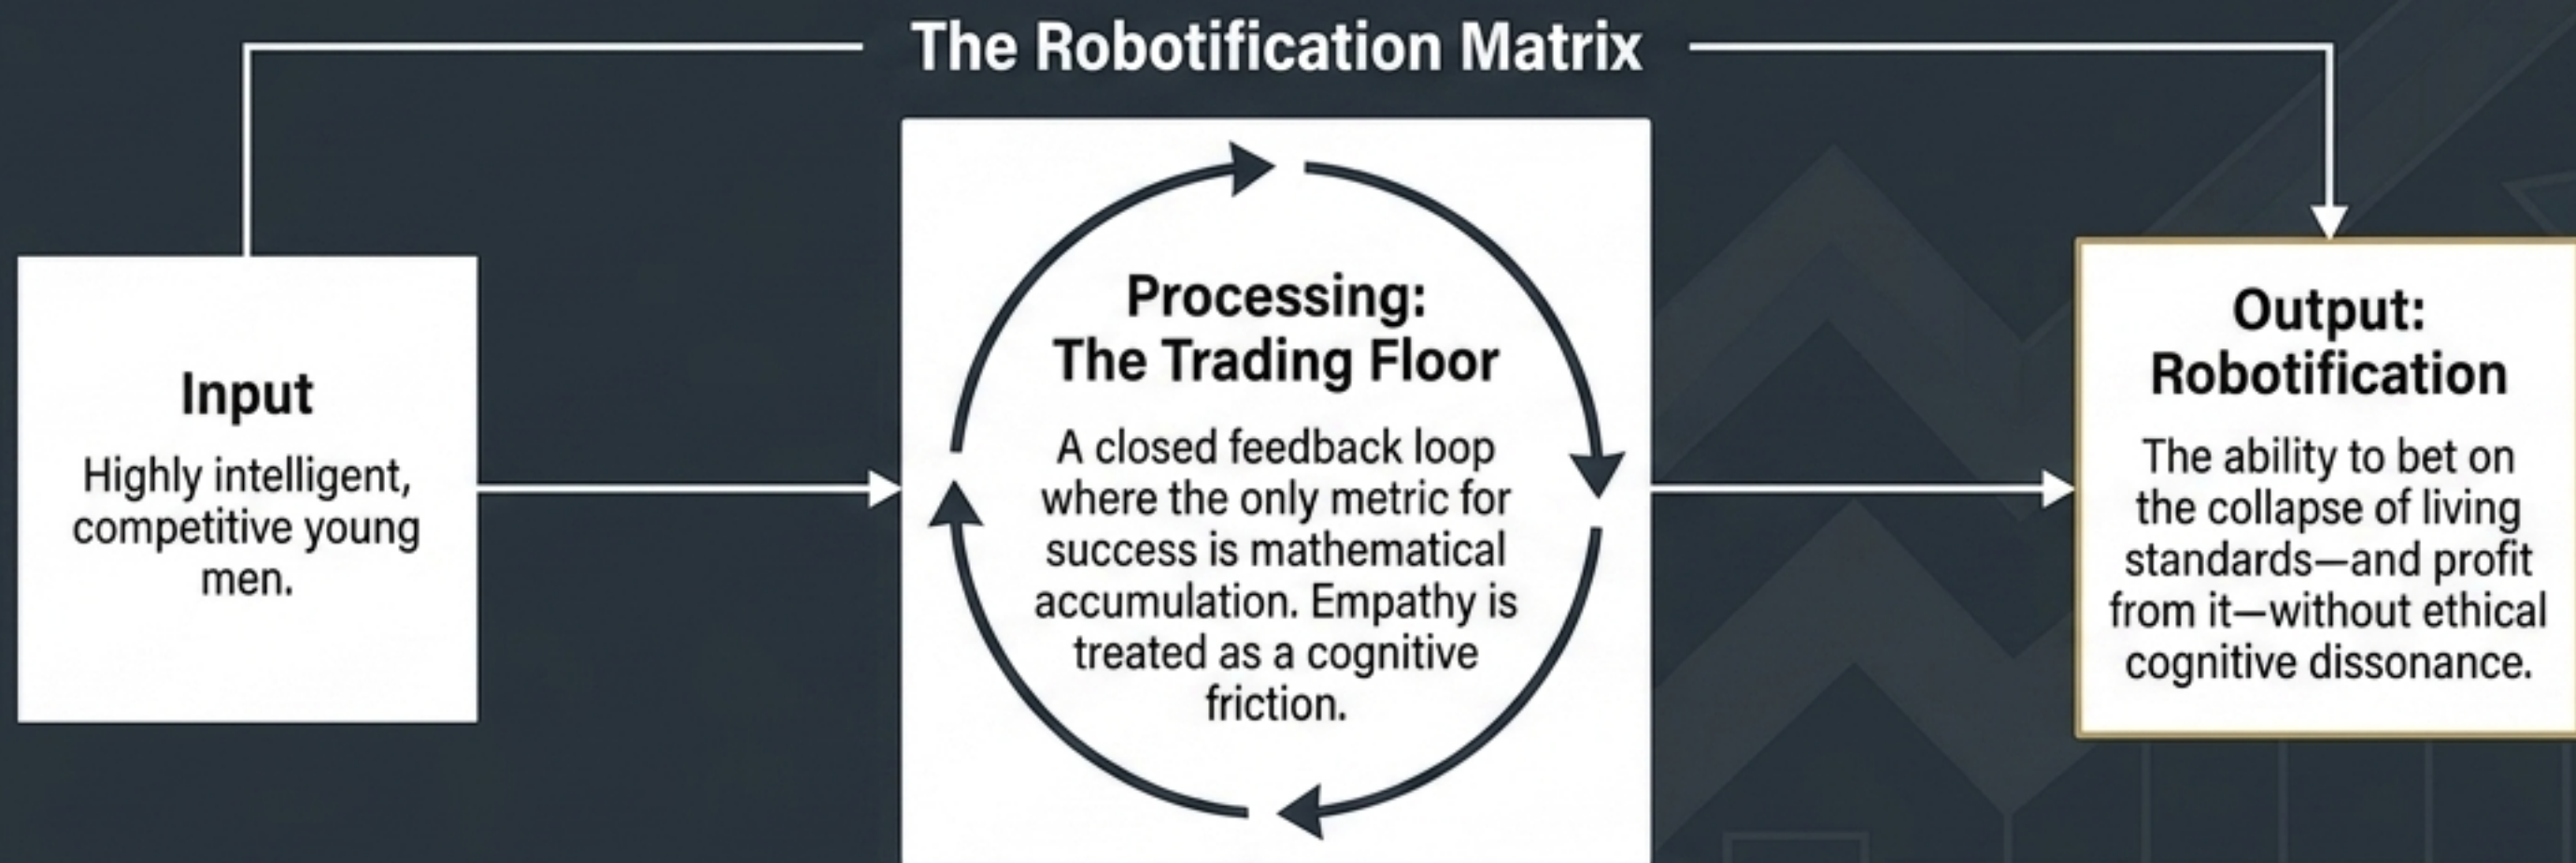 The Robotification Matrix
Input
Highly intelligent,
competitive young
men.
Processing:
The Trading Floor
A closed feedback loop
where the only metric for
success is mathematical
accumulation. Empathy is
treated as a cognitive
friction.
Output:
Robotification
The ability to bet on
the collapse of living
standards—and profit
from it—without ethical
cognitive dissonance.